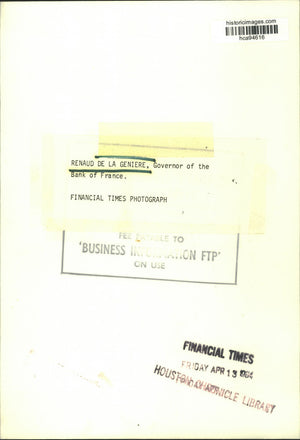 historicimages.com
hca94616
RENAUD DE LA GENIERE, Governor of the
Bank of France.
FINANCIAL TIMES PHOTOGRAPH
FEE PAYABLE TO
'BUSINESS INFORMATION FTP'
ON USE
FINANCIAL TIMES
FRIDAY APR 13 1984
HOUSTON CHRONICLE LIBRARY